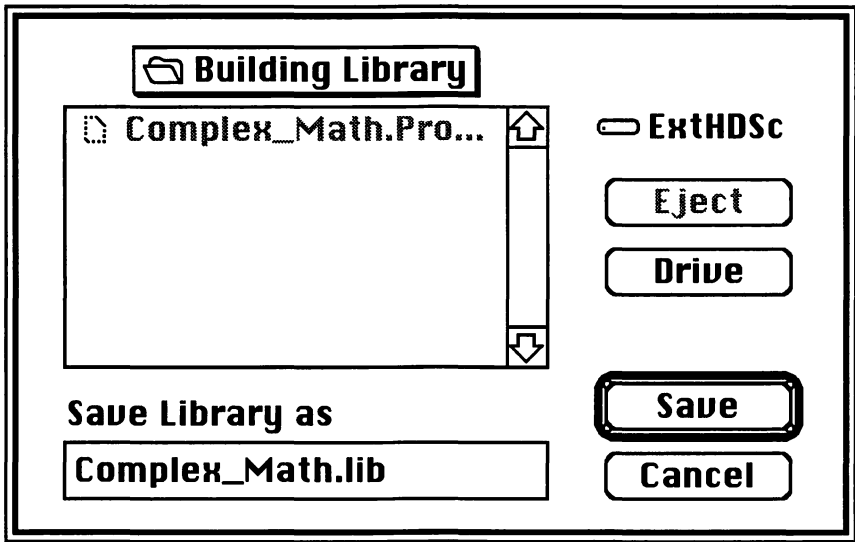 Building Library
Complex_Math.Pro...
ExtHDSc
Eject
Drive
Save Library as
Save
Complex_Math.lib
Cancel